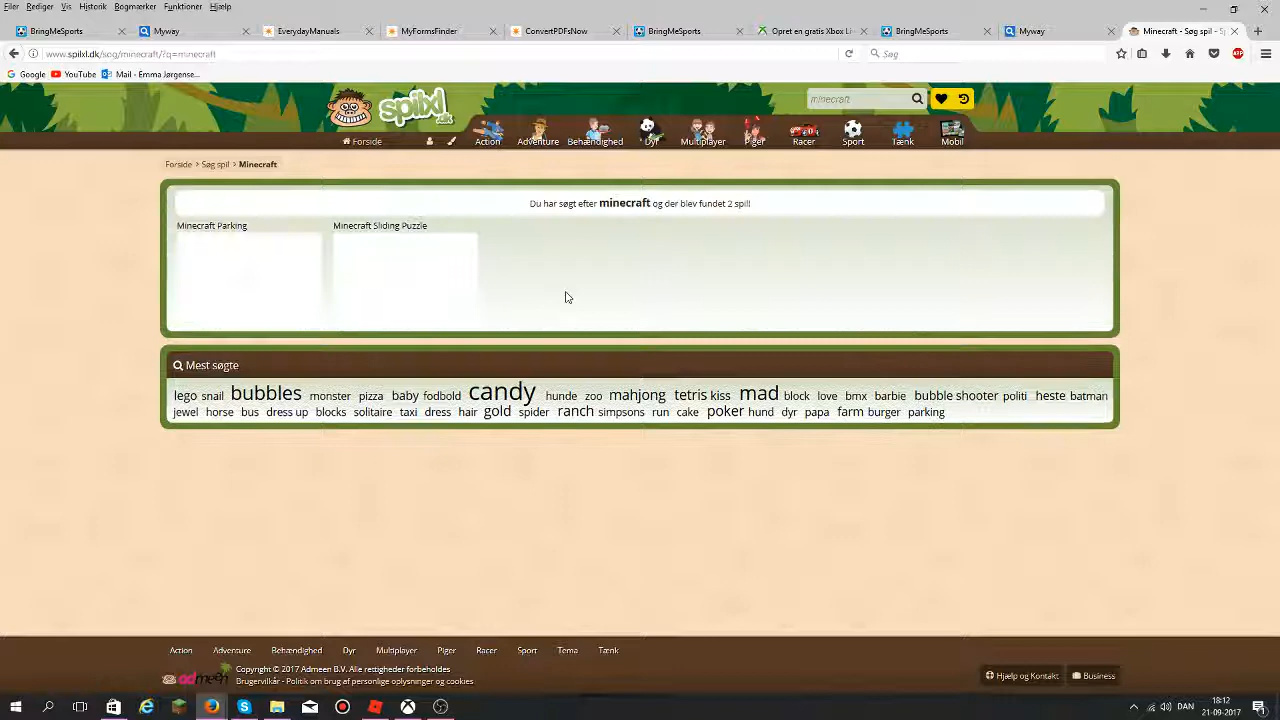 Filer Rediger Vis Historik Bogmærker Funktioner Hjælp
BringMeSports Myway EverydayManuals MyFormsFinder ConvertPDFsNow BringMeSports Opret en gratis Xbox Li BringMeSports Myway Minecraft - Søg spil - Sp
www.spilxl.dk/søg/minecraft/?q=minecraft Søg ABP
Google YouTube Mail - Emma Jørgense...
spilxl.dk
minecraft
Forside Action Adventure Behændighed Dyr Multiplayer Piger Racer Sport Tænk Mobil
Forside > Søg spil > Minecraft
Du har søgt efter minecraft og der blev fundet 2 spil!
Minecraft Parking Minecraft Sliding Puzzle
Mest søgte
lego snail bubbles monster pizza baby fodbold candy hunde zoo mahjong tetris kiss mad block love bmx barbie bubble shooter politi heste batman
jewel horse bus dress up blocks solitaire taxi dress hair gold spider ranch simpsons run cake poker hund dyr papa farm burger parking
Action Adventure Behændighed Dyr Multiplayer Piger Racer Sport Tema Tænk
admeen Copyright © 2017 Admeen B.V. Alle rettigheder forbeholdes
Brugervilkår - Politik om brug af personlige oplysninger og cookies
Hjælp og Kontakt Business
DAN 18:12
21-09-2017